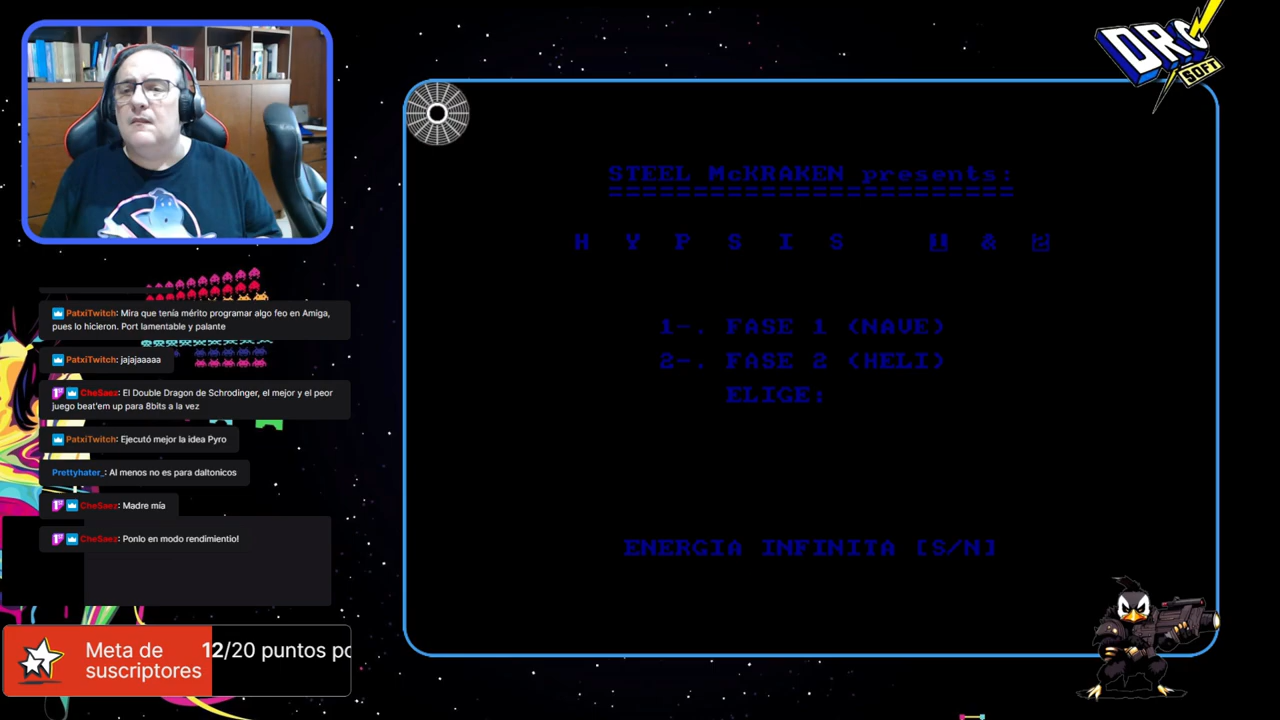 DRC
SOFT
STEEL McKRAKEN presents:
========================
H Y P S I S 1 & 2
1-. FASE 1 (NAVE)
2-. FASE 2 (HELI)
ELIGE:
ENERGIA INFINITA [S/N]
PatxiTwitch: Mira que tenía mérito programar algo feo en Amiga,
pues lo hicieron. Port lamentable y palante
PatxiTwitch: jajajaaaaa
CheSaez: El Double Dragon de Schrodinger, el mejor y el peor
juego beat'em up para 8bits a la vez
PatxiTwitch: Ejecutó mejor la idea Pyro
Prettyhater_: Al menos no es para daltonicos
CheSaez: Madre mía
CheSaez: Ponlo en modo rendimientio!
Meta de
suscriptores
12/20 puntos po